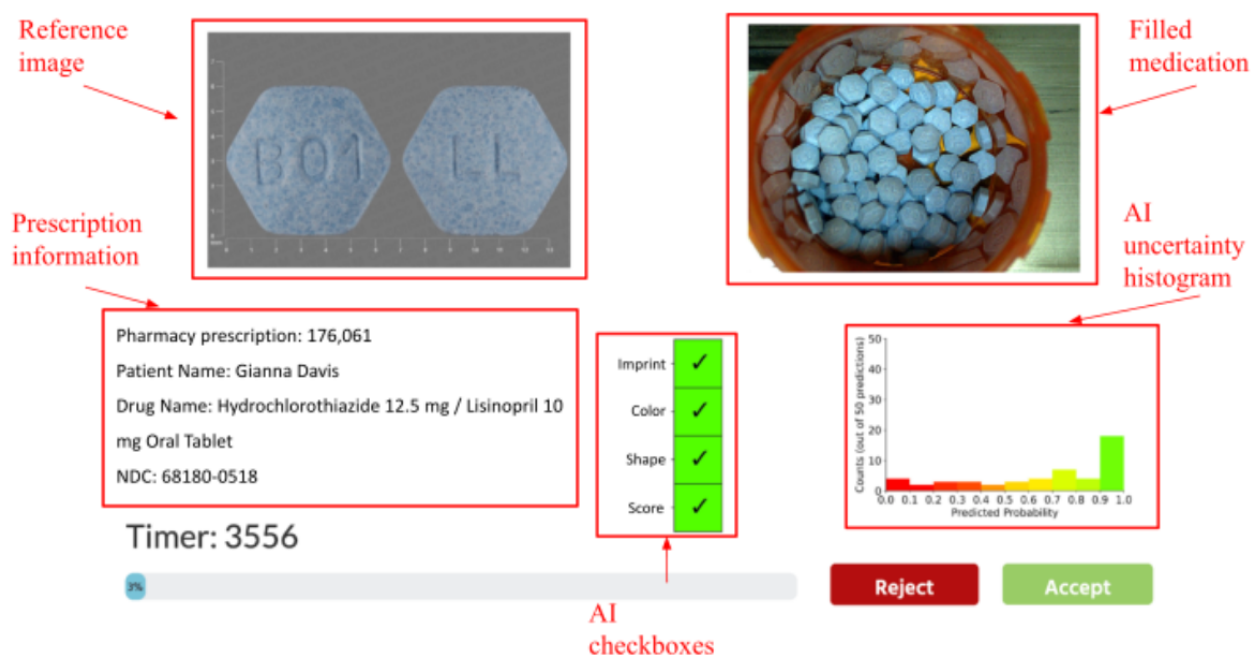 Reference
image
Filled
medication
B01
LL
Prescription
information
AI
uncertainty
histogram
Pharmacy prescription: 176,061
Patient Name: Gianna Davis
Drug Name: Hydrochlorothiazide 12.5 mg / Lisinopril 10
mg Oral Tablet
NDC: 68180-0518
Imprint ✓
Color ✓
Shape ✓
Score ✓
Counts (out of 50 predictions)
50
40
30
20
10
0
0.0 0.1 0.2 0.3 0.4 0.5 0.6 0.7 0.8 0.9 1.0
Predicted Probability
Timer: 3556
3%
Reject
Accept
AI
checkboxes